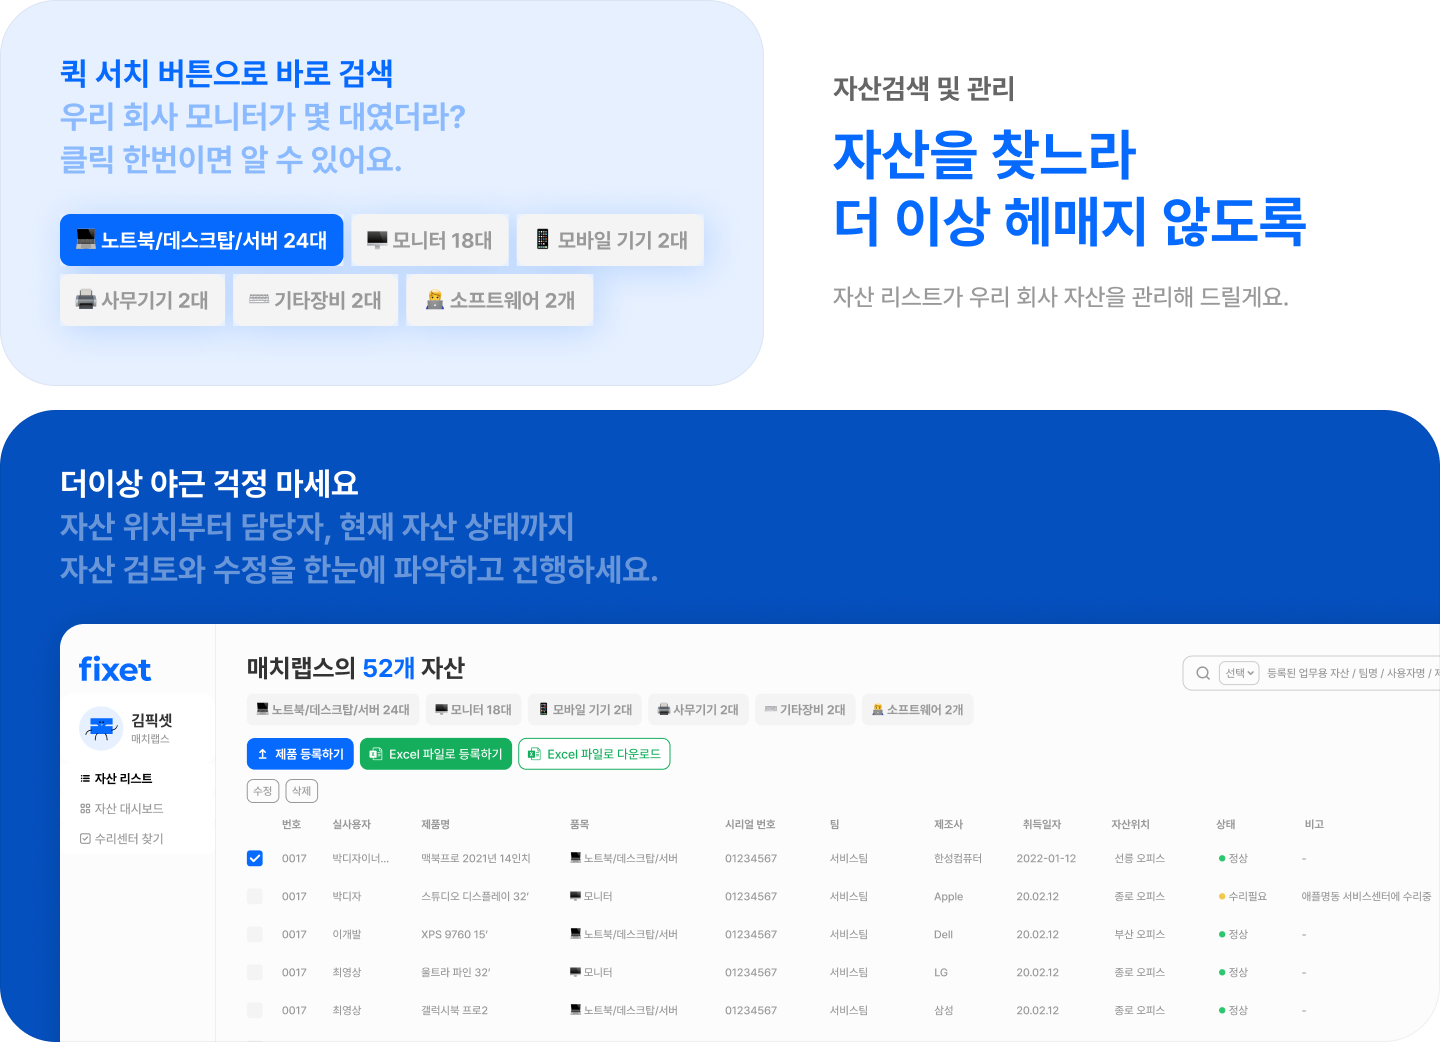 퀵 서치 버튼으로 바로 검색
우리 회사 모니터가 몇 대였더라?
클릭 한번이면 알 수 있어요.
노트북/데스크탑/서버 24대
모니터 18대
모바일 기기 2대
사무기기 2대
기타장비 2대
소프트웨어 2개
자산검색 및 관리
자산을 찾느라
더 이상 헤매지 않도록
자산 리스트가 우리 회사 자산을 관리해 드릴게요.
더이상 야근 걱정 마세요
자산 위치부터 담당자, 현재 자산 상태까지
자산 검토와 수정을 한눈에 파악하고 진행하세요.
fixet
김픽셋
매치랩스
자산 리스트
자산 대시보드
수리센터 찾기
매치랩스의 52개 자산
선택 등록된 업무용 자산 / 팀명 / 사용자명 /
노트북/데스크탑/서버 24대 모니터 18대 모바일 기기 2대 사무기기 2대 기타장비 2대 소프트웨어 2개
제품 등록하기 Excel 파일로 등록하기 Excel 파일로 다운로드
수정 삭제
번호 실사용자 제품명 품목 시리얼 번호 팀 제조사 취득일자 자산위치 상태 비고
0017 박디자이너... 맥북프로 2021년 14인치 노트북/데스크탑/서버 01234567 서비스팀 한성컴퓨터 2022-01-12 선릉 오피스 정상 -
0017 박디자 스튜디오 디스플레이 32' 모니터 01234567 서비스팀 Apple 20.02.12 종로 오피스 수리필요 애플명동 서비스센터에 수리중
0017 이개발 XPS 9760 15' 노트북/데스크탑/서버 01234567 서비스팀 Dell 20.02.12 부산 오피스 정상 -
0017 최영상 울트라 파인 32' 모니터 01234567 서비스팀 LG 20.02.12 종로 오피스 정상 -
0017 최영상 갤럭시북 프로2 노트북/데스크탑/서버 01234567 서비스팀 삼성 20.02.12 종로 오피스 정상 -